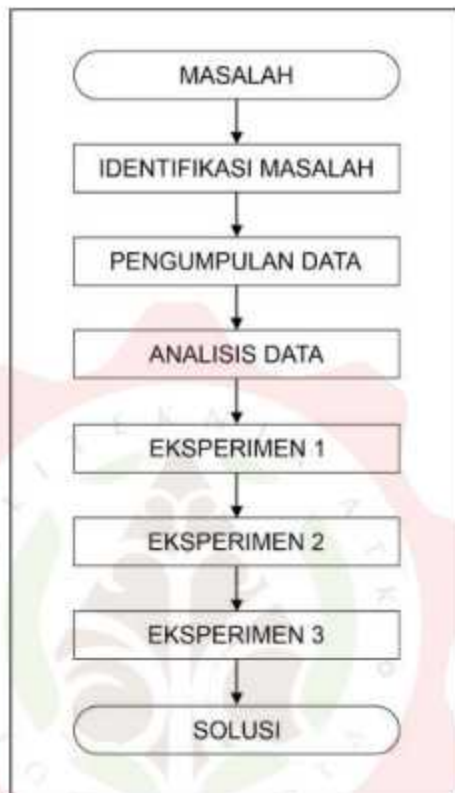 MASALAH
IDENTIFIKASI MASALAH
PENGUMPULAN DATA
ANALISIS DATA
EKSPERIMEN 1
EKSPERIMEN 2
EKSPERIMEN 3
SOLUSI